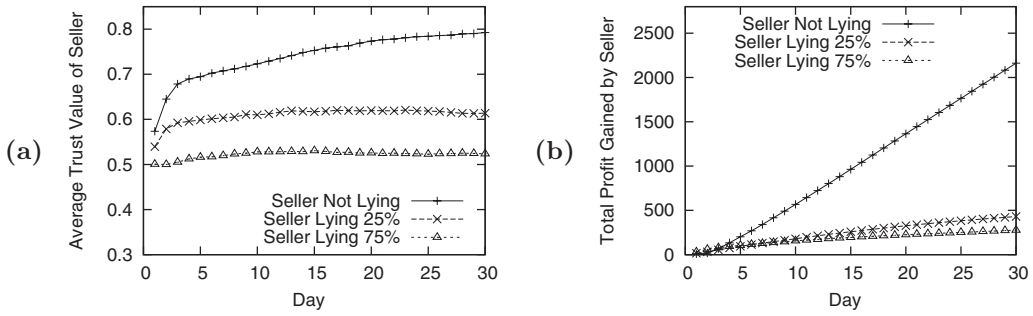 (a)
Average Trust Value of Seller
0.8
0.7
0.6
0.5
0.4
0.3
Seller Not Lying
Seller Lying 25%
Seller Lying 75%
0 5 10 15 20 25 30
Day
(b)
Total Profit Gained by Seller
2500
2000
1500
1000
500
0
Seller Not Lying
Seller Lying 25%
Seller Lying 75%
0 5 10 15 20 25 30
Day